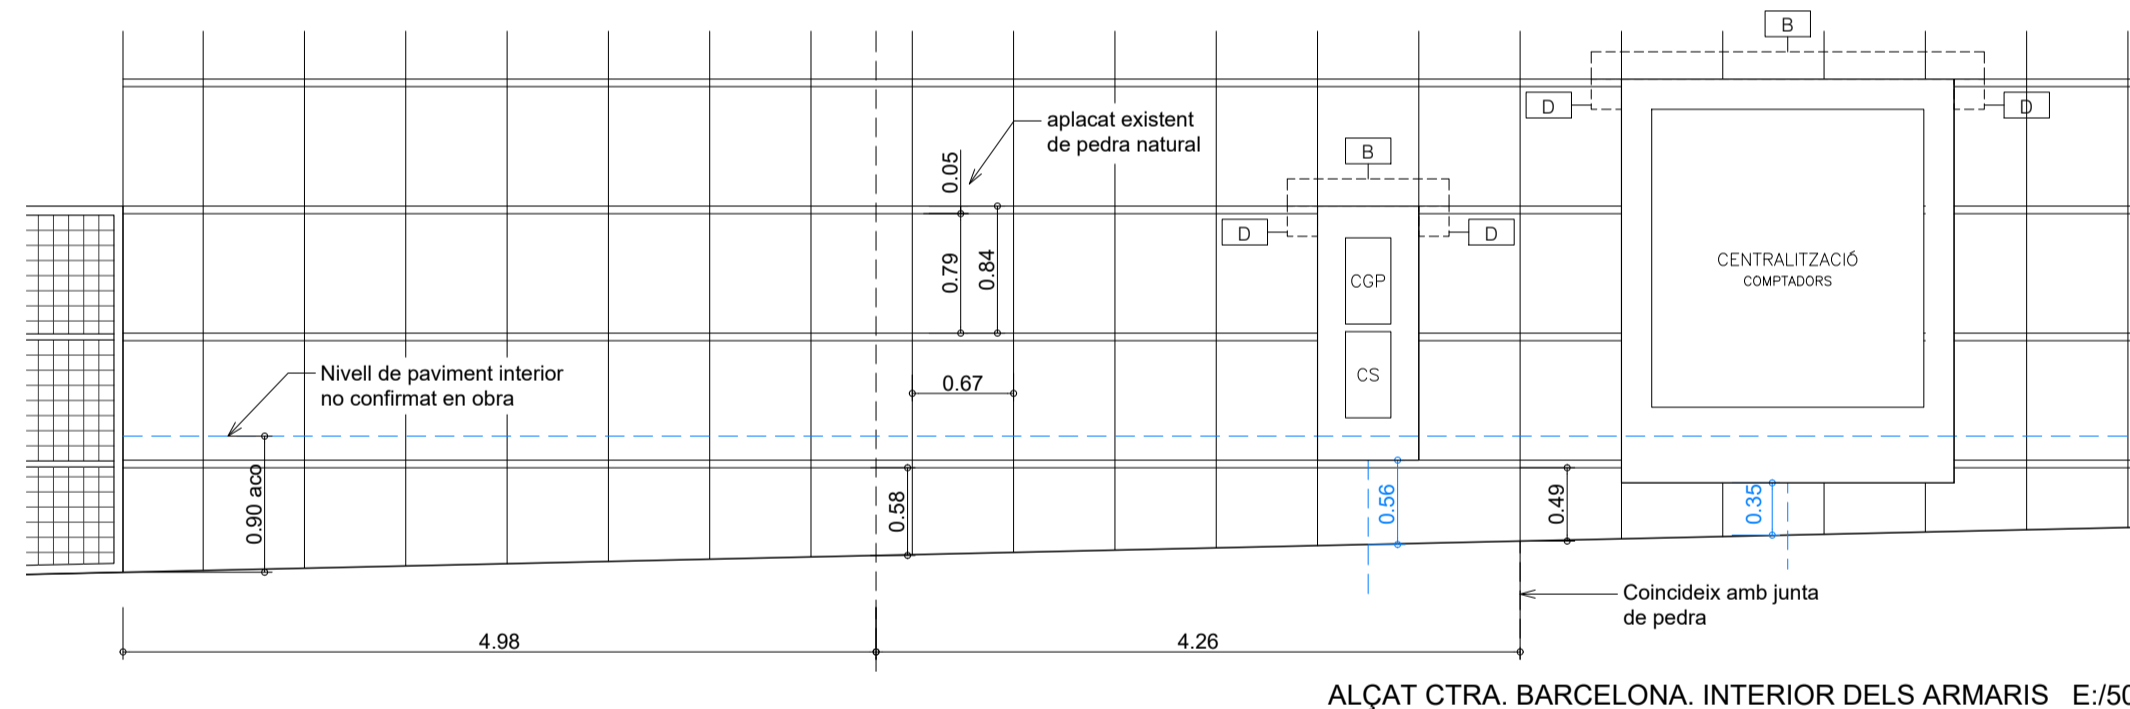 B
D
D
aplacat existent
de pedra natural
0.05
B
D
D
0.79
0.84
CGP
CENTRALITZACIÓ
COMPTADORS
CS
Nivell de paviment interior
no confirmat en obra
0.67
0.90 aco
0.58
0.56
0.49
0.35
Coincideix amb junta
de pedra
4.98
4.26
ALÇAT CTRA. BARCELONA. INTERIOR DELS ARMARIS E:/50